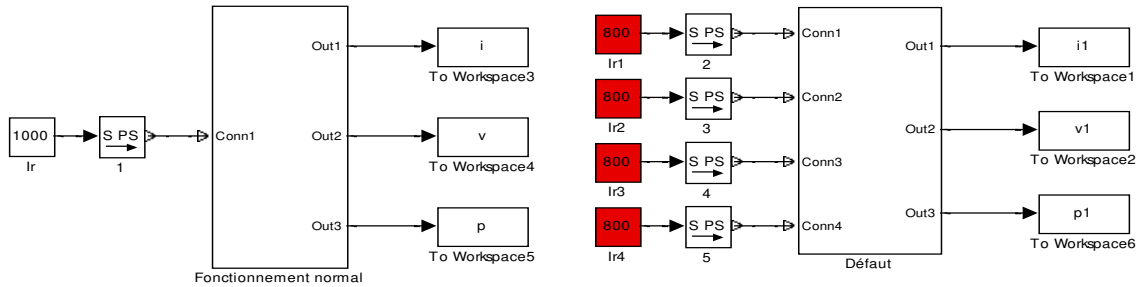 Out1
i
To Workspace3
1000
Ir
S PS
1
Conn1
Out2
v
To Workspace4
Out3
p
To Workspace5
Fonctionnement normal
800
Ir1
S PS
2
Conn1
Out1
i1
To Workspace1
800
Ir2
S PS
3
Conn2
Out2
v1
To Workspace2
800
Ir3
S PS
4
Conn3
800
Ir4
S PS
5
Conn4
Out3
p1
To Workspace6
Défaut